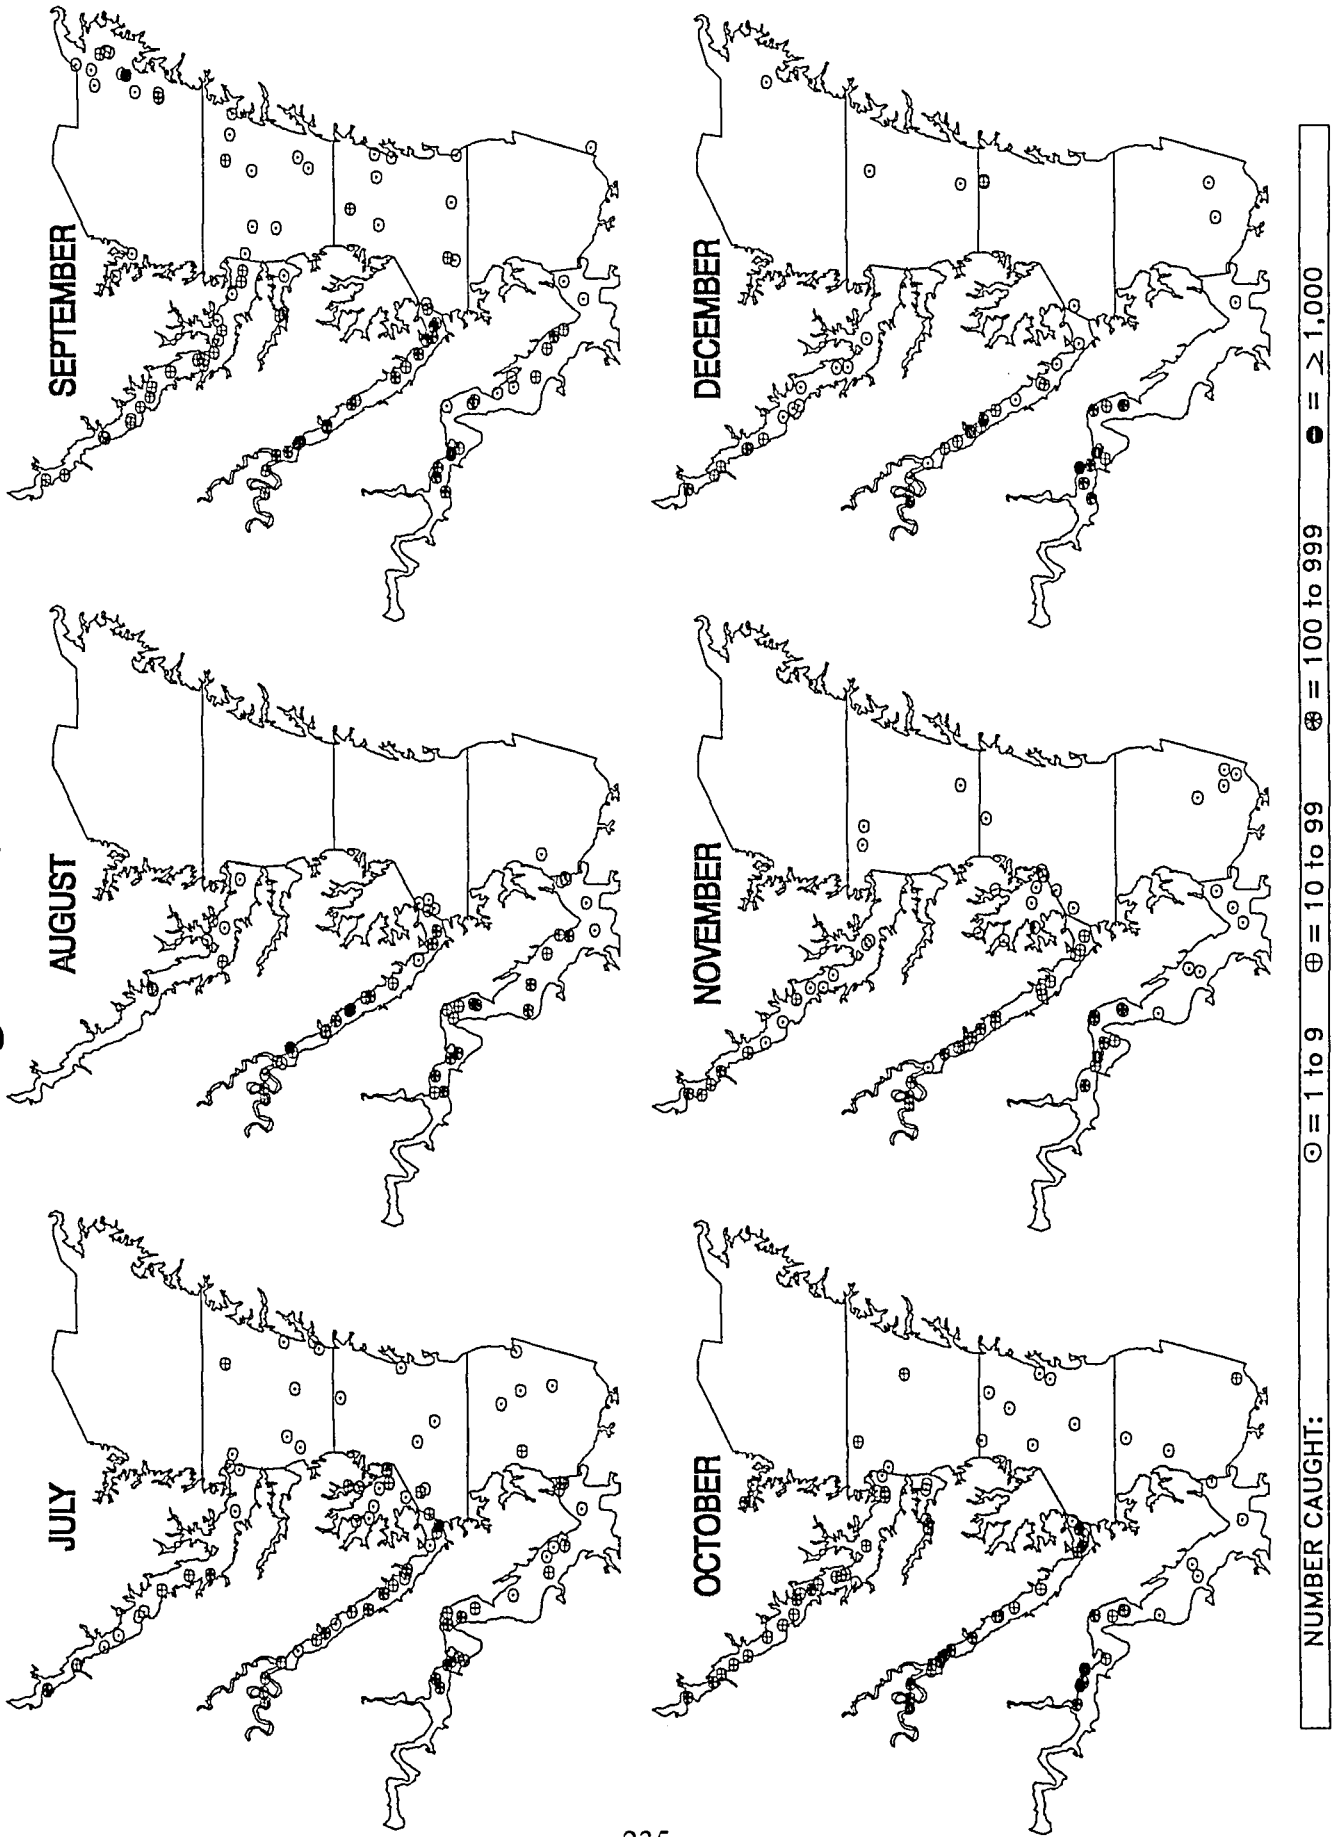 JULY
AUGUST
SEPTEMBER
OCTOBER
NOVEMBER
DECEMBER
NUMBER CAUGHT: ⊙ = 1 to 9 ⊕ = 10 to 99 = 100 to 999 = ≥ 1,000